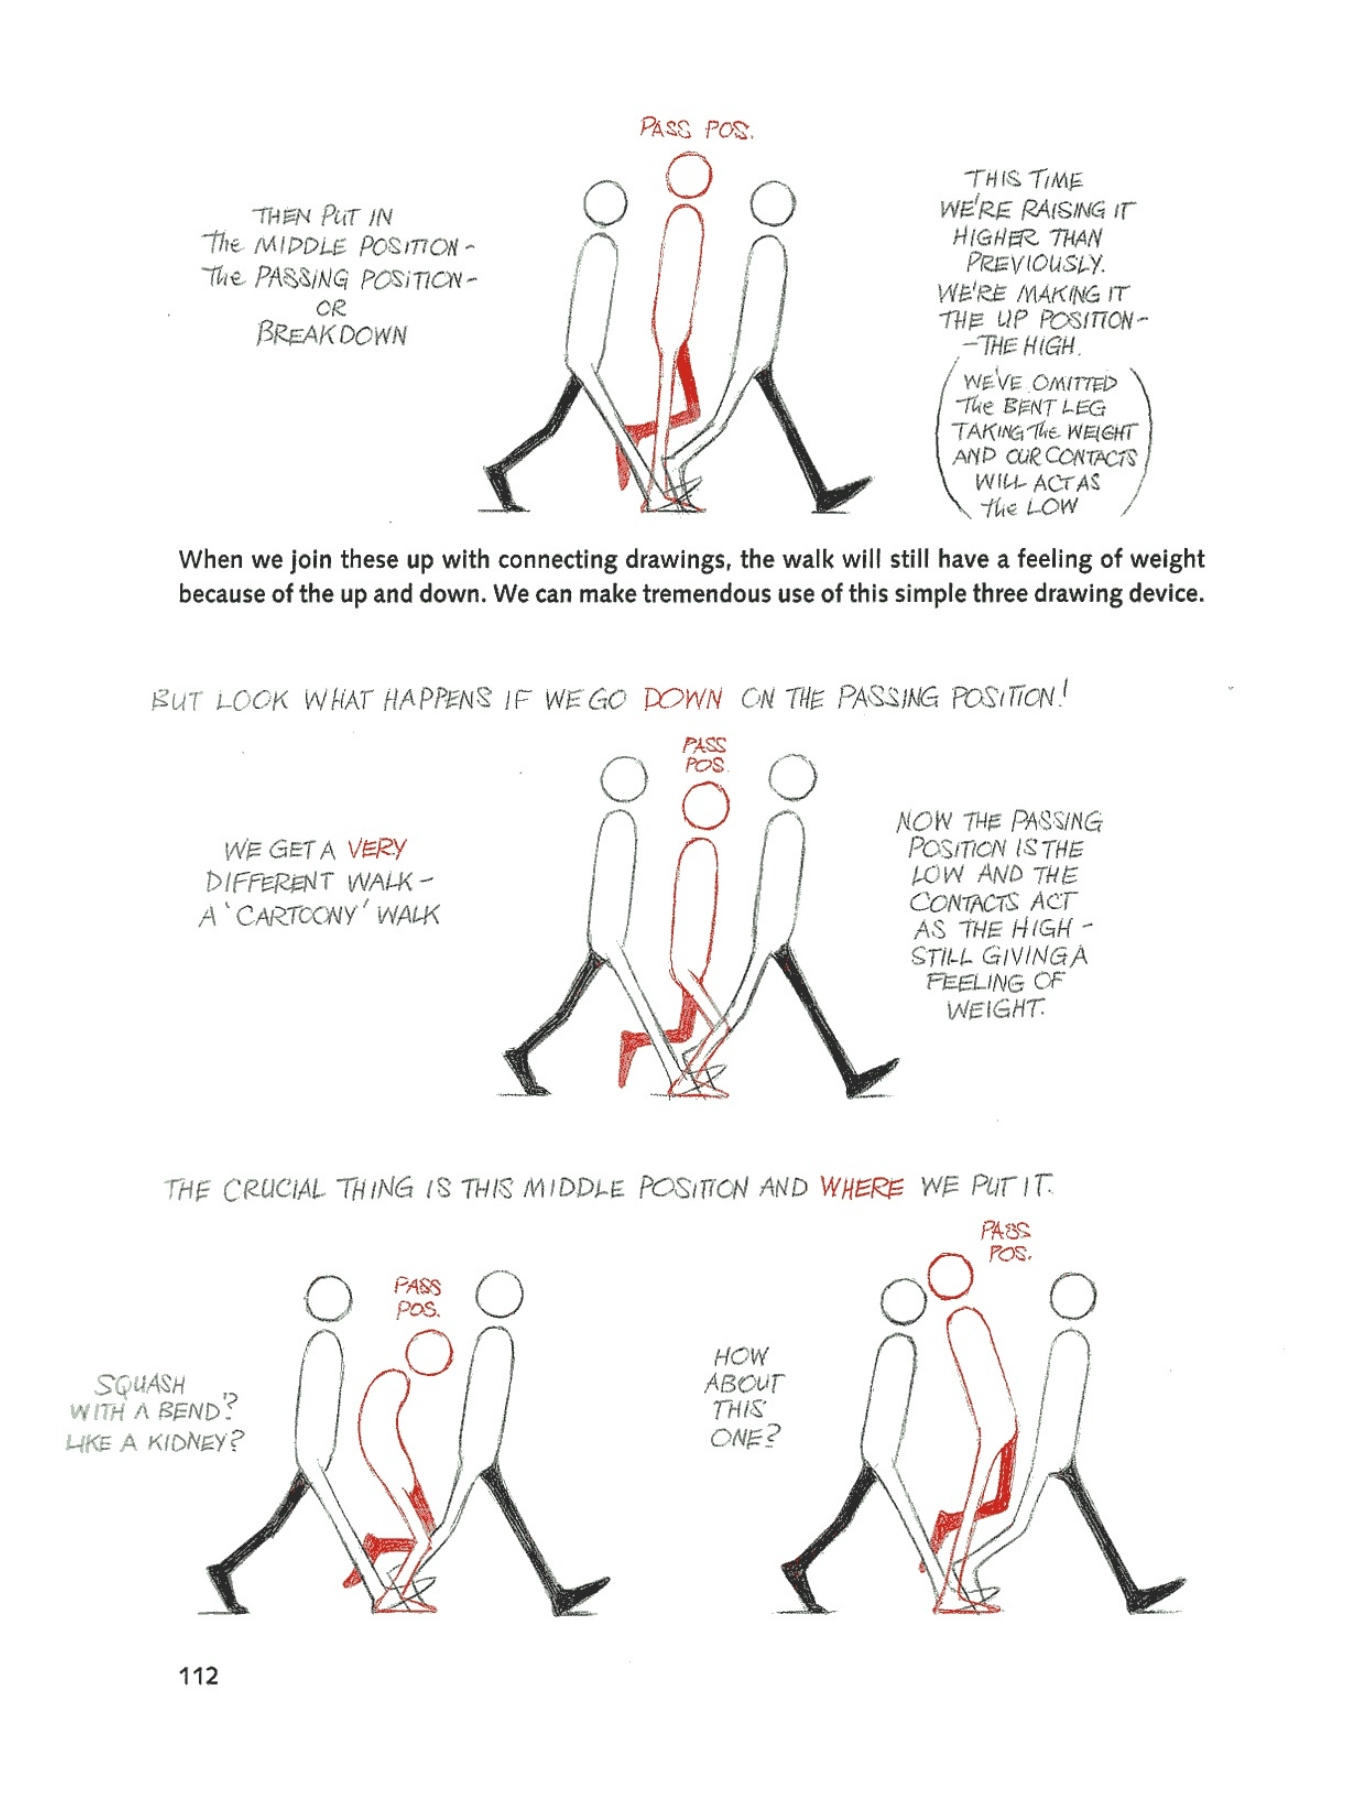 PASS POS.
THEN PUT IN
The MIDDLE POSITION -
The PASSING POSITION -
OR
BREAKDOWN
THIS TIME
WE'RE RAISING IT
HIGHER THAN
PREVIOUSLY.
WE'RE MAKING IT
THE UP POSITION -
- THE HIGH.
(WE'VE OMITTED
The BENT LEG
TAKING The WEIGHT
AND OUR CONTACTS
WILL ACT AS
The LOW)
When we join these up with connecting drawings, the walk will still have a feeling of weight
because of the up and down. We can make tremendous use of this simple three drawing device.
BUT LOOK WHAT HAPPENS IF WE GO DOWN ON THE PASSING POSITION!
PASS
POS.
WE GET A VERY
DIFFERENT WALK -
A 'CARTOONY' WALK
NOW THE PASSING
POSITION IS THE
LOW AND THE
CONTACTS ACT
AS THE HIGH -
STILL GIVING A
FEELING OF
WEIGHT.
THE CRUCIAL THING IS THIS MIDDLE POSITION AND WHERE WE PUT IT.
PASS
POS.
SQUASH
WITH A BEND?
LIKE A KIDNEY?
PASS
POS.
HOW
ABOUT
THIS
ONE?
112